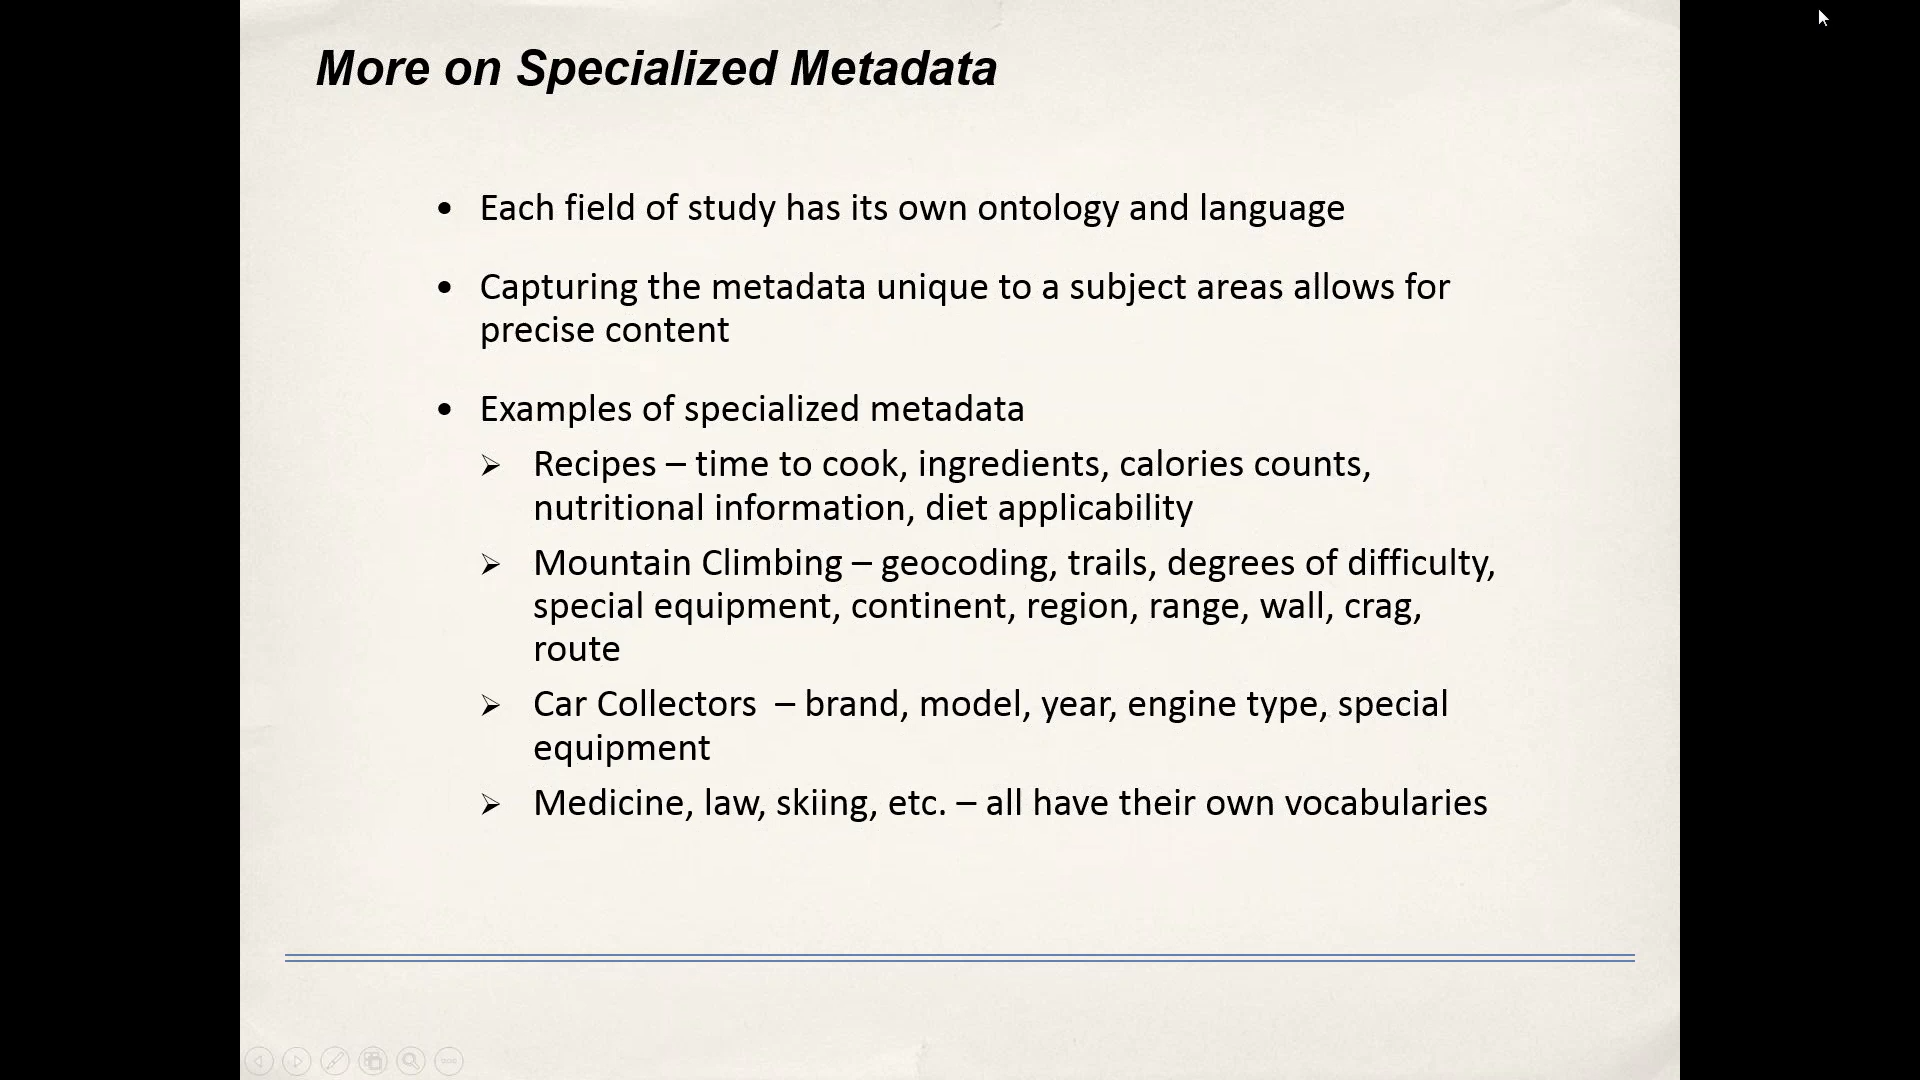 More on Specialized Metadata
• Each field of study has its own ontology and language
• Capturing the metadata unique to a subject areas allows for
precise content
• Examples of specialized metadata
➢ Recipes – time to cook, ingredients, calories counts,
nutritional information, diet applicability
➢ Mountain Climbing – geocoding, trails, degrees of difficulty,
special equipment, continent, region, range, wall, crag,
route
➢ Car Collectors  – brand, model, year, engine type, special
equipment
➢ Medicine, law, skiing, etc. – all have their own vocabularies